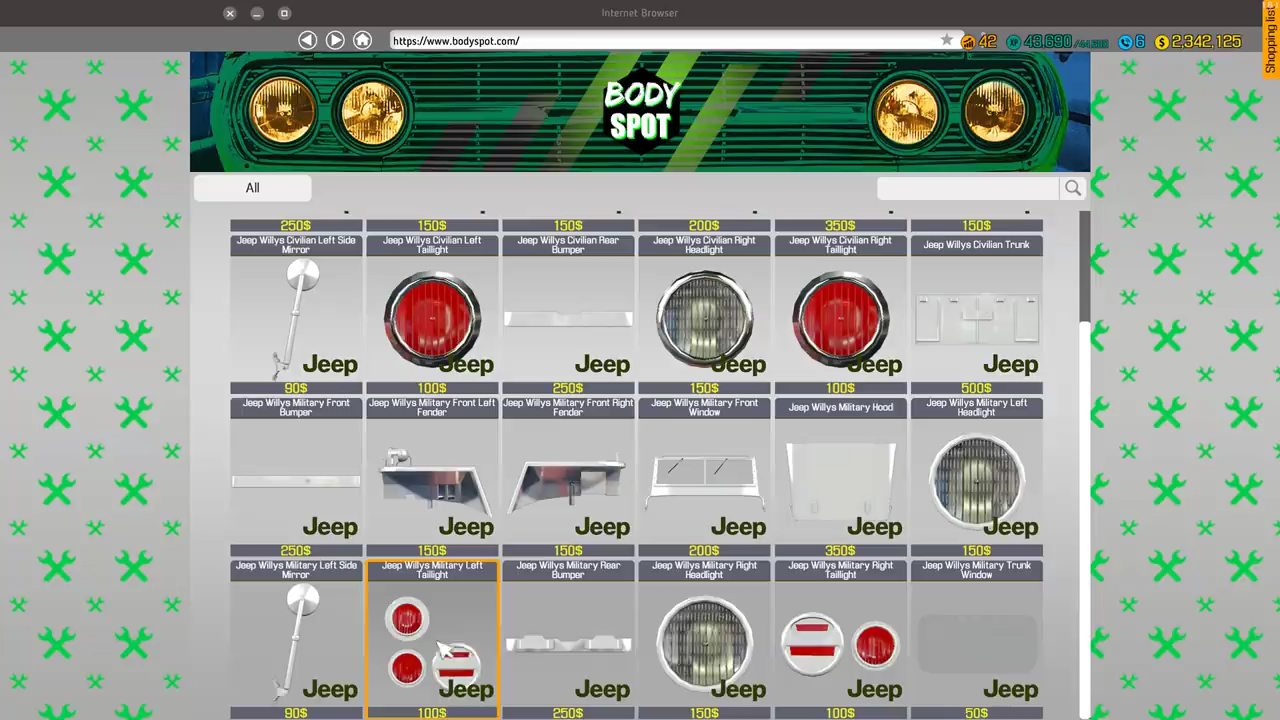 Internet Browser
https://www.bodyspot.com/
42
43,690/44,
6
$ 2,342,125
Shopping list
BODY
SPOT
All
250$ 150$ 150$ 200$ 350$ 150$
Jeep Willys Civilian Left Side
Mirror
Jeep Willys Civilian Left
Taillight
Jeep Willys Civilian Rear
Bumper
Jeep Willys Civilian Right
Headlight
Jeep Willys Civilian Right
Taillight
Jeep Willys Civilian Trunk
Jeep Jeep Jeep Jeep Jeep Jeep
90$ 100$ 250$ 150$ 100$ 500$
Jeep Willys Military Front
Bumper
Jeep Willys Military Front Left
Fender
Jeep Willys Military Front Right
Fender
Jeep Willys Military Front
Window
Jeep Willys Military Hood
Jeep Willys Military Left
Headlight
Jeep Jeep Jeep Jeep Jeep Jeep
250$ 150$ 150$ 200$ 350$ 150$
Jeep Willys Military Left Side
Mirror
Jeep Willys Military Left
Taillight
Jeep Willys Military Rear
Bumper
Jeep Willys Military Right
Headlight
Jeep Willys Military Right
Taillight
Jeep Willys Military Trunk
Window
Jeep Jeep Jeep Jeep Jeep Jeep
90$ 100$ 250$ 150$ 100$ 50$